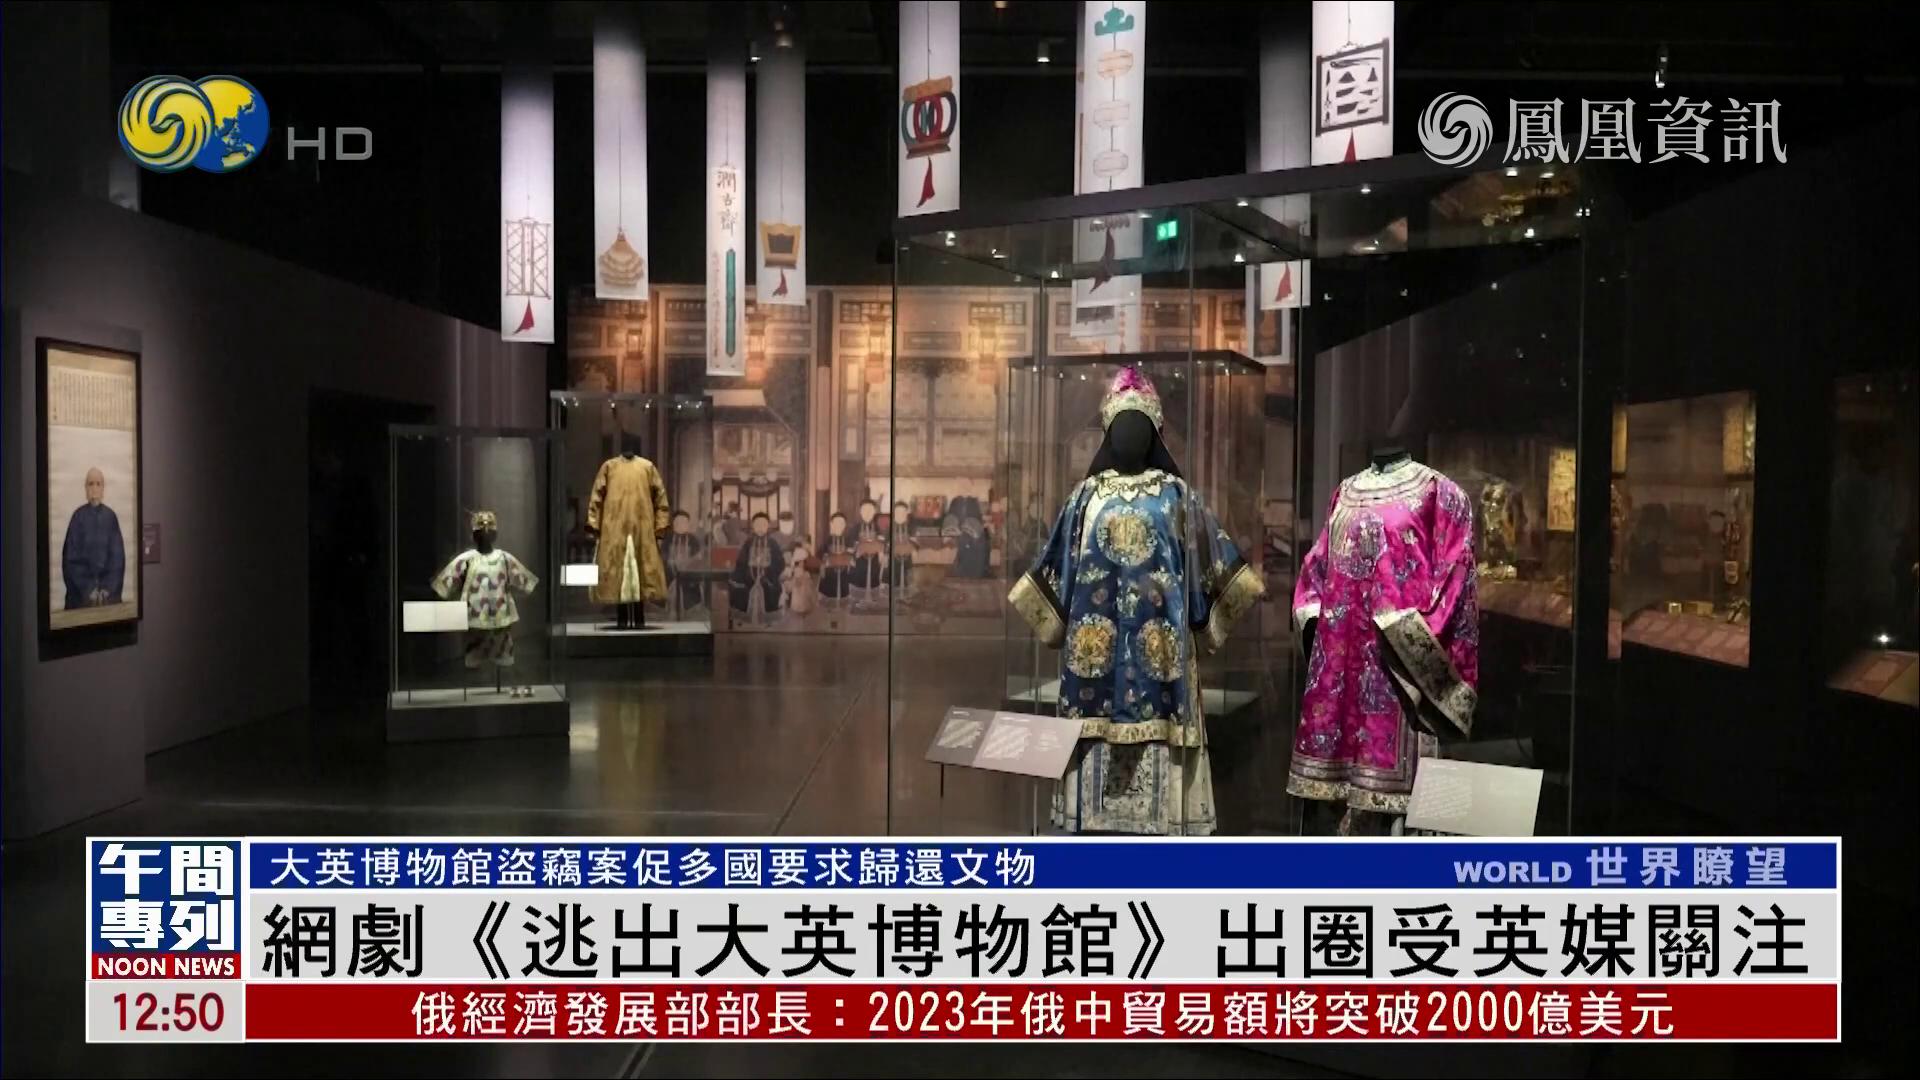 HD
鳳凰資訊
潤古齋
午間專列
NOON NEWS
12:50
大英博物館盜竊案促多國要求歸還文物
WORLD 世界瞭望
網劇《逃出大英博物館》出圈受英媒關注
俄經濟發展部部長：2023年俄中貿易額將突破2000億美元